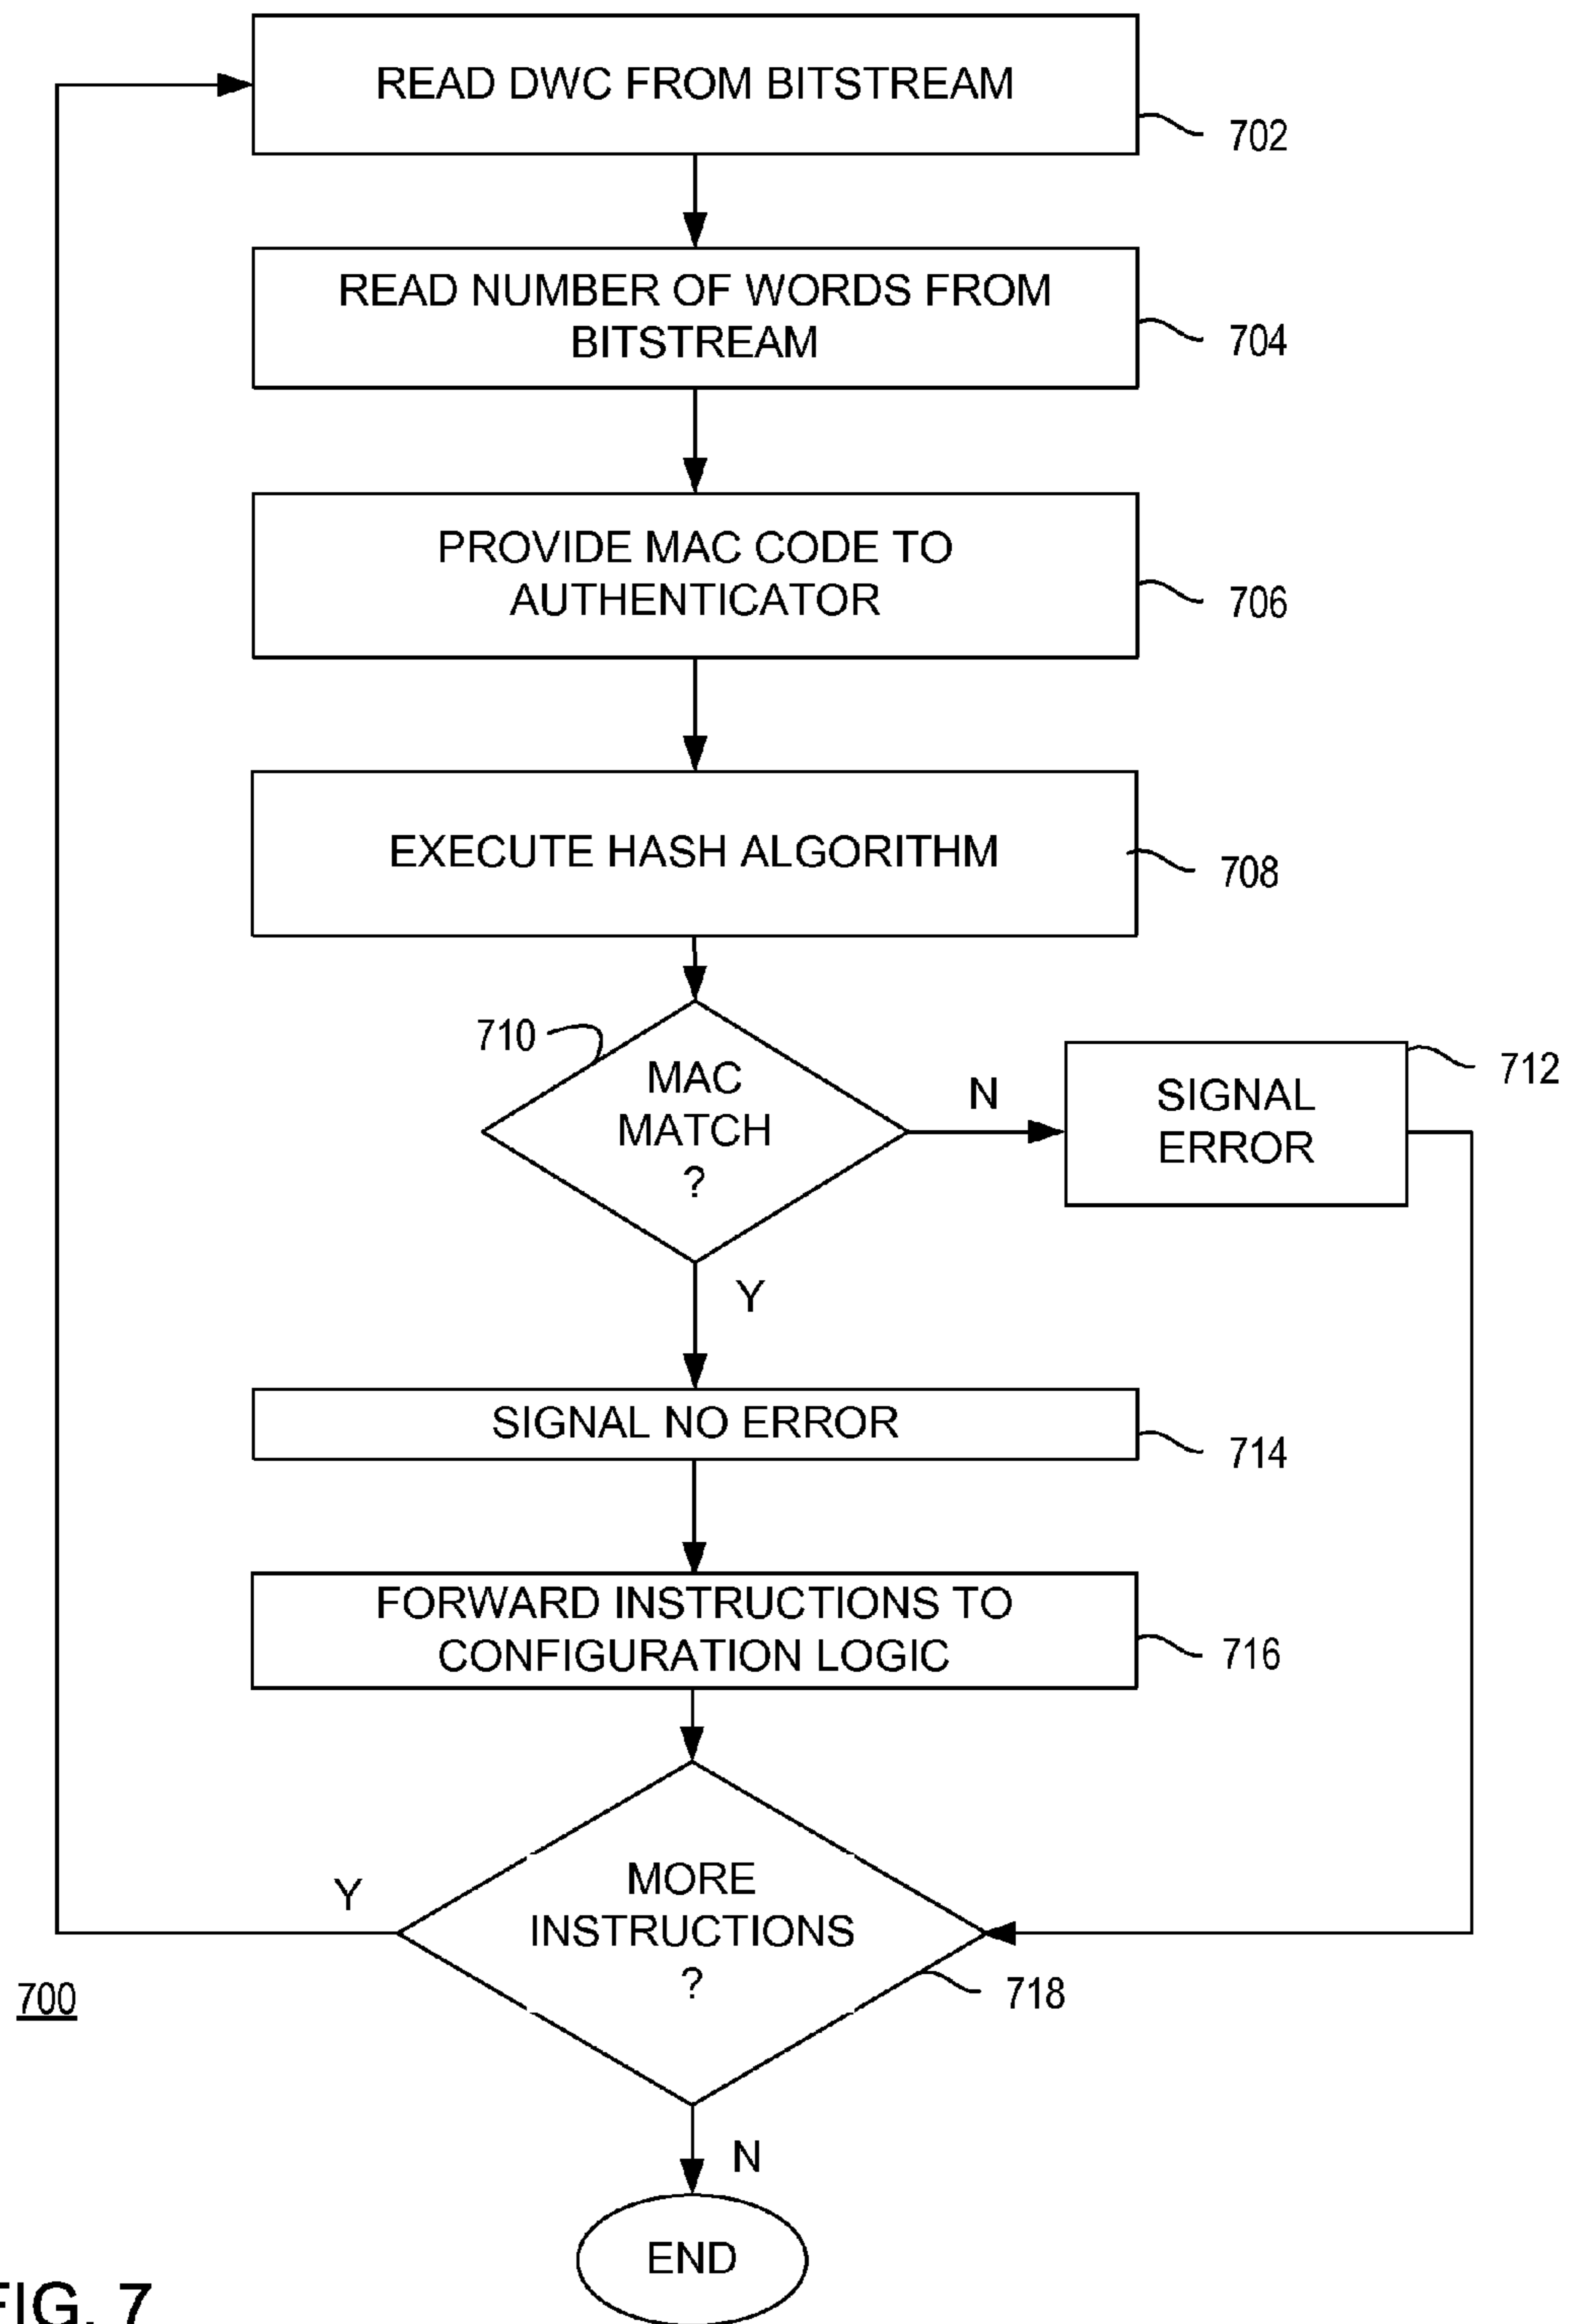 READ DWC FROM BITSTREAM
702
READ NUMBER OF WORDS FROM
BITSTREAM
704
PROVIDE MAC CODE TO
AUTHENTICATOR
706
EXECUTE HASH ALGORITHM
708
710
MAC
MATCH
?
N
SIGNAL
ERROR
712
Y
SIGNAL NO ERROR
714
FORWARD INSTRUCTIONS TO
CONFIGURATION LOGIC
716
Y
MORE
INSTRUCTIONS
?
718
700
N
END
FIG. 7